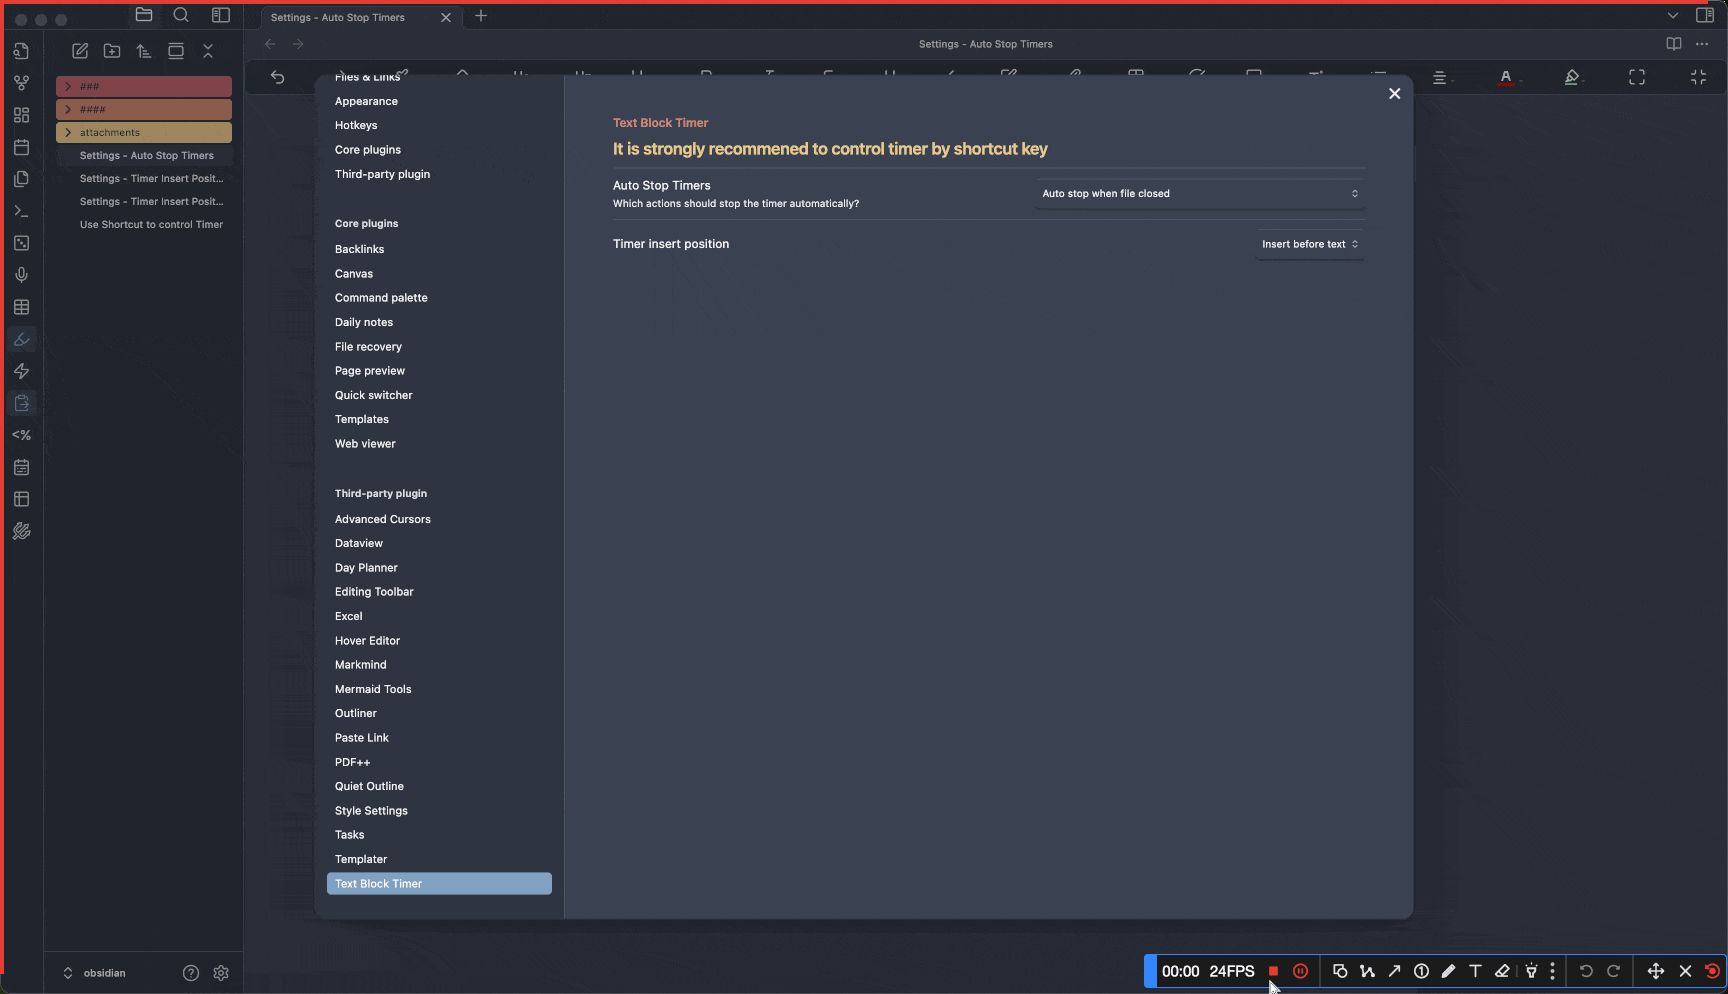 Settings - Auto Stop Timers
Settings - Auto Stop Timers
###
####
attachments
Settings - Auto Stop Timers
Settings - Timer Insert Posit...
Settings - Timer Insert Posit...
Use Shortcut to control Timer
<%
obsidian
Files & Links
Appearance
Hotkeys
Core plugins
Third-party plugin
Core plugins
Backlinks
Canvas
Command palette
Daily notes
File recovery
Page preview
Quick switcher
Templates
Web viewer
Third-party plugin
Advanced Cursors
Dataview
Day Planner
Editing Toolbar
Excel
Hover Editor
Markmind
Mermaid Tools
Outliner
Paste Link
PDF++
Quiet Outline
Style Settings
Tasks
Templater
Text Block Timer
Text Block Timer
It is strongly recommened to control timer by shortcut key
Auto Stop Timers
Which actions should stop the timer automatically?
Auto stop when file closed
Timer insert position
Insert before text
00:00 24FPS